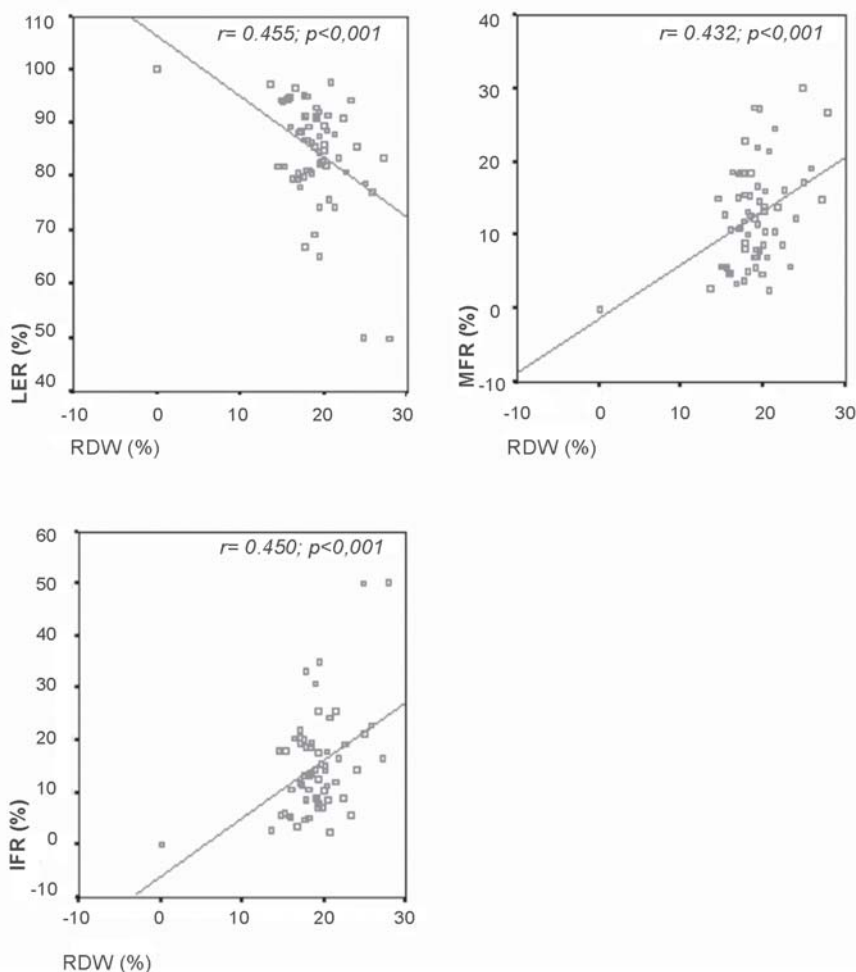 110
100
90
80
70
60
50
40
LER (%)
r= 0.455; p<0,001
-10 0 10 20 30
RDW (%)
40
30
20
10
0
-10
MFR (%)
r= 0.432; p<0,001
-10 0 10 20 30
RDW (%)
60
50
40
30
20
10
0
-10
IFR (%)
r= 0.450; p<0,001
-10 0 10 20 30
RDW (%)